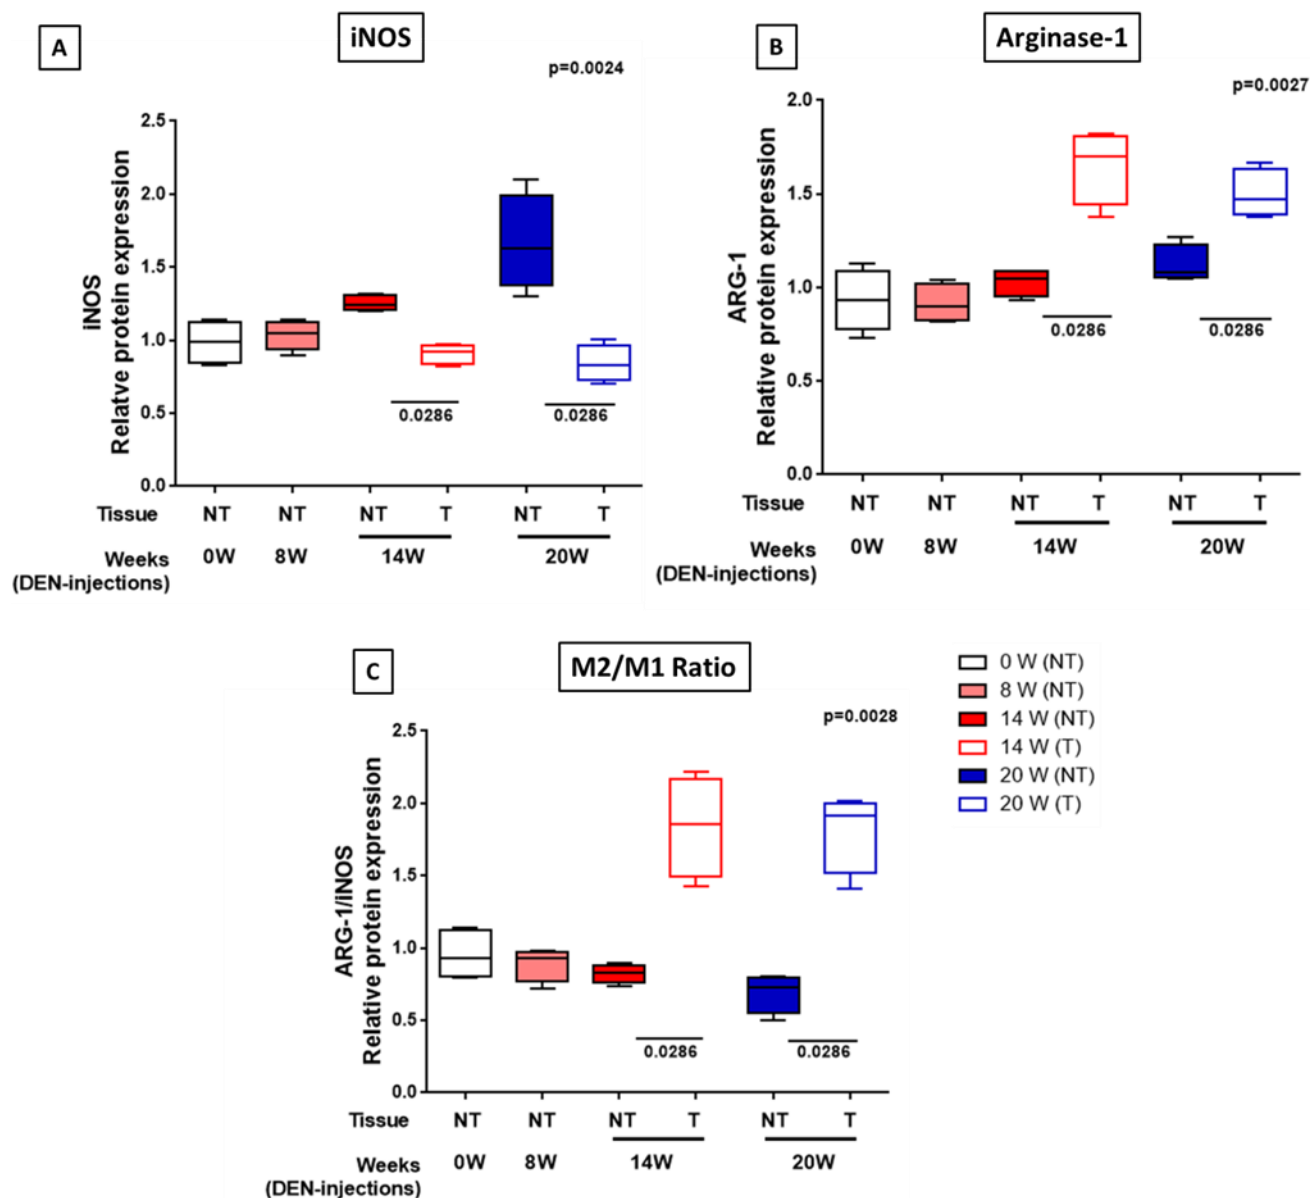 A
iNOS
p=0.0024
iNOS
Relatve protein expression
2.5
2.0
1.5
1.0
0.5
0.0
0.0286
0.0286
Tissue NT NT NT T NT T
Weeks 0W 8W 14W 20W
(DEN-injections)
B
Arginase-1
p=0.0027
ARG-1
Relative protein expression
2.0
1.5
1.0
0.5
0.0
0.0286
0.0286
Tissue NT NT NT T NT T
Weeks 0W 8W 14W 20W
(DEN-injections)
C
M2/M1 Ratio
p=0.0028
ARG-1/iNOS
Relative protein expression
2.5
2.0
1.5
1.0
0.5
0.0
0.0286
0.0286
Tissue NT NT NT T NT T
Weeks 0W 8W 14W 20W
(DEN-injections)
0 W (NT)
8 W (NT)
14 W (NT)
14 W (T)
20 W (NT)
20 W (T)